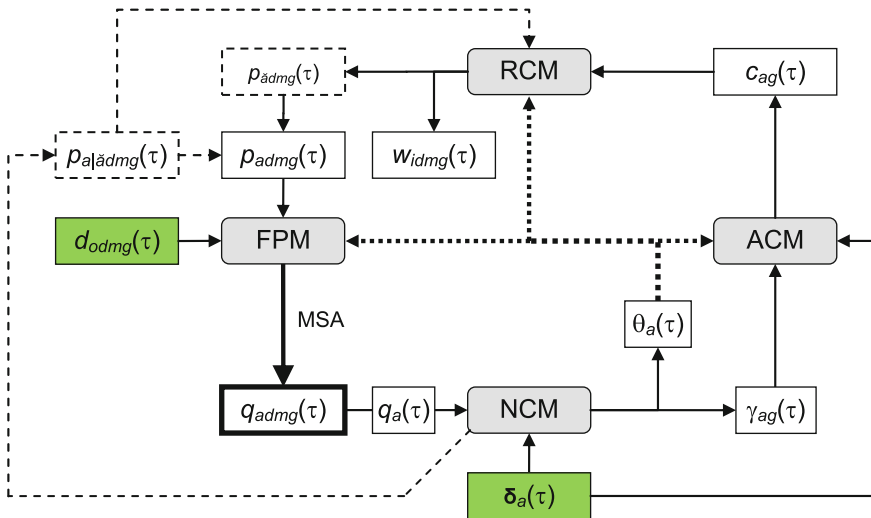 RCM
c_ag(τ)
p_ădmg(τ)
p_a|ădmg(τ)
p_admg(τ)
w_idmg(τ)
d_odmg(τ)
FPM
ACM
MSA
θ_a(τ)
q_admg(τ)
q_a(τ)
NCM
γ_ag(τ)
δ_a(τ)